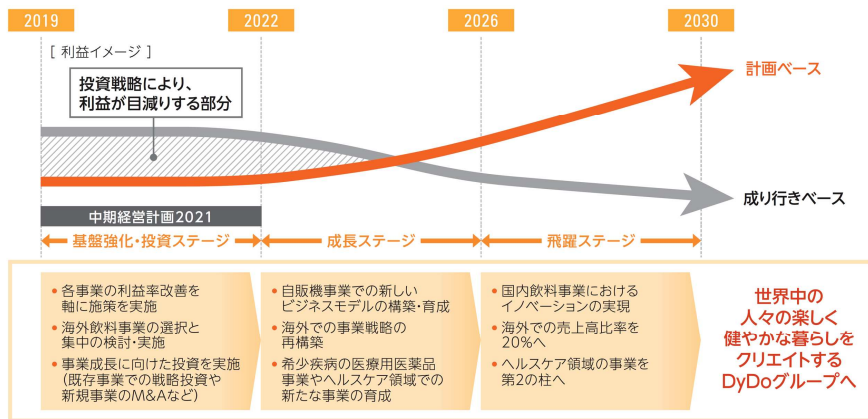 2019
2022
2026
2030
[ 利益イメージ ]
投資戦略により、
利益が目減りする部分
計画ベース
成り行きベース
中期経営計画2021
基盤強化・投資ステージ
成長ステージ
飛躍ステージ
• 各事業の利益率改善を
軸に施策を実施
• 海外飲料事業の選択と
集中の検討・実施
• 事業成長に向けた投資を実施
(既存事業での戦略投資や
新規事業のM&Aなど)
• 自販機事業での新しい
ビジネスモデルの構築・育成
• 海外での事業戦略の
再構築
• 希少疾病の医療用医薬品
事業やヘルスケア領域での
新たな事業の育成
• 国内飲料事業における
イノベーションの実現
• 海外での売上高比率を
20%へ
• ヘルスケア領域の事業を
第2の柱へ
世界中の
人々の楽しく
健やかな暮らしを
クリエイトする
DyDoグループへ